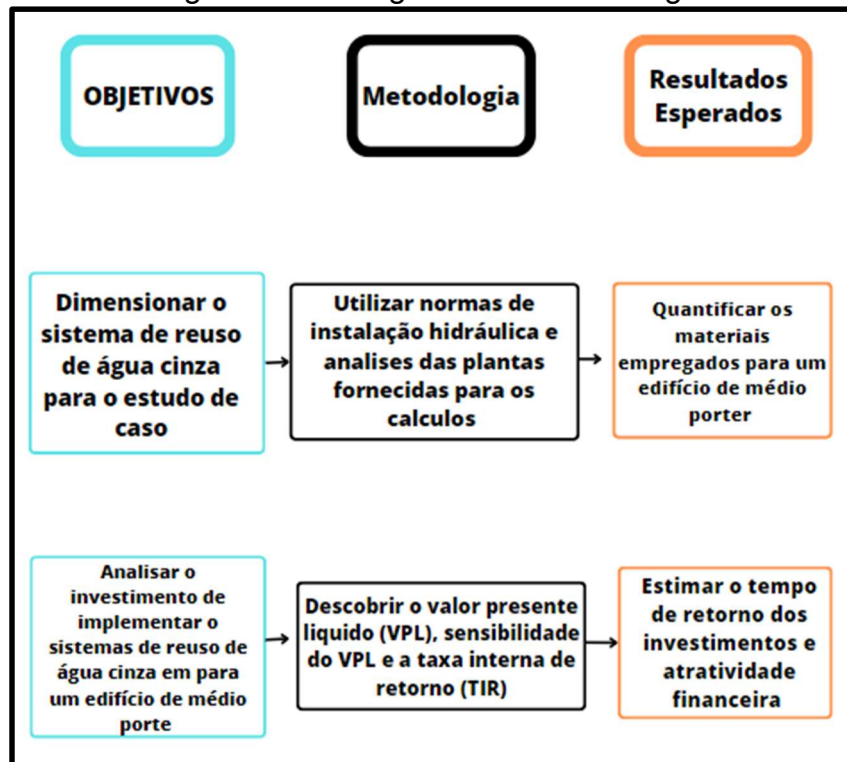 OBJETIVOS
Metodologia
Resultados
Esperados
Dimensionar o
sistema de reuso
de água cinza
para o estudo de
caso
Utilizar normas de
instalação hidráulica e
analises das plantas
fornecidas para os
calculos
Quantificar os
materiais
empregados para um
edifício de médio
porter
Analisar o
investimento de
implementar o
sistemas de reuso de
água cinza em para
um edifício de médio
porte
Descobrir o valor presente
liquido (VPL), sensibilidade
do VPL e a taxa interna de
retorno (TIR)
Estimar o tempo
de retorno dos
investimentos e
atratividade
financeira